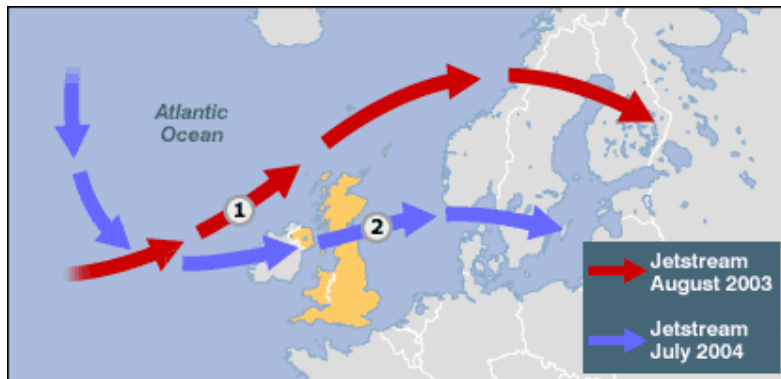 Atlantic
Ocean
1
2
Jetstream
August 2003
Jetstream
July 2004